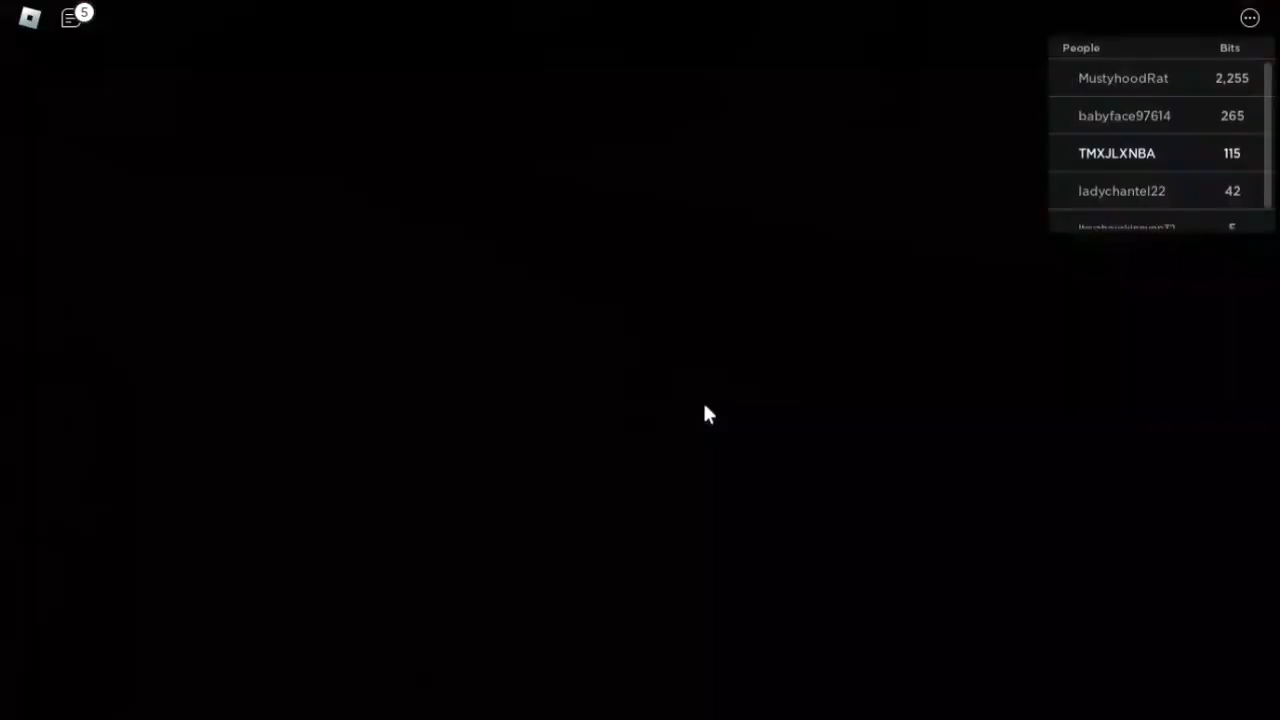 5
People Bits
MustyhoodRat 2,255
babyface97614 265
TMXJLXNBA 115
ladychantel22 42